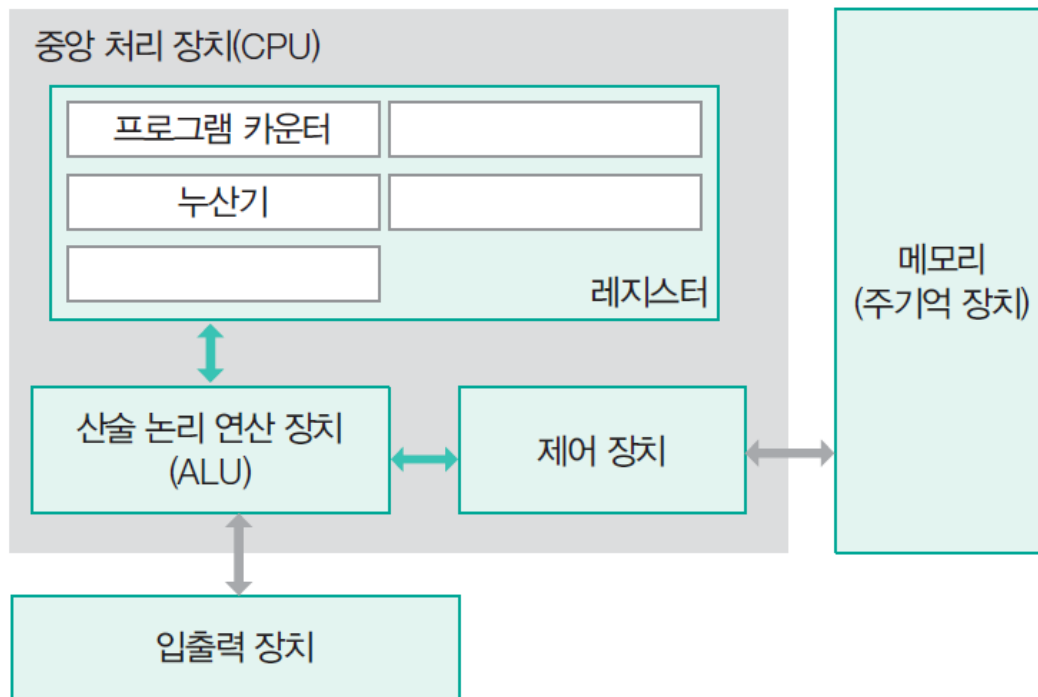 중앙 처리 장치(CPU)
프로그램 카운터
누산기
레지스터
산술 논리 연산 장치
(ALU)
제어 장치
메모리
(주기억 장치)
입출력 장치